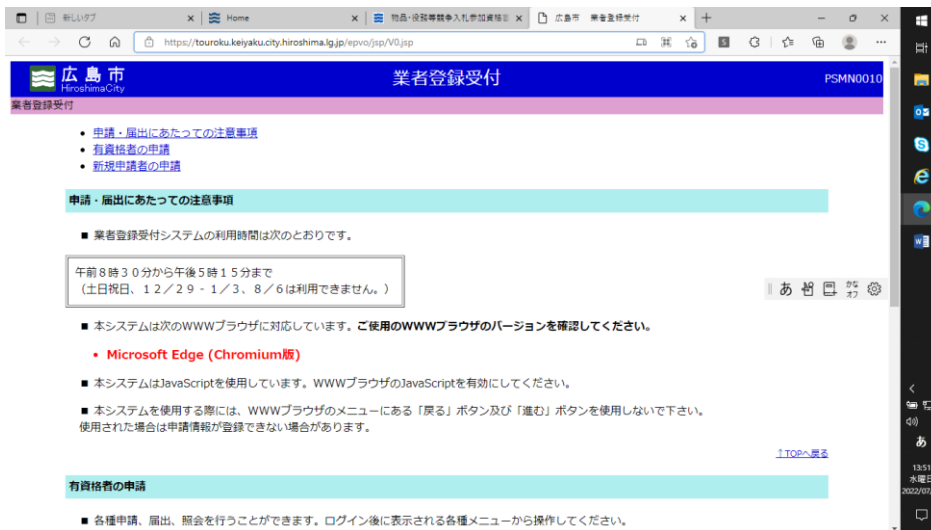 新しいタブ
Home
物品・役務等競争入札参加資格
広島市 業者登録受付
https://touroku.keiyaku.city.hiroshima.lg.jp/epvo/jsp/V0.jsp
広島市
HiroshimaCity
業者登録受付
PSMN0010
業者登録受付
• 申請・届出にあたっての注意事項
• 有資格者の申請
• 新規申請者の申請
申請・届出にあたっての注意事項
■ 業者登録受付システムの利用時間は次のとおりです。
午前8時30分から午後5時15分まで
(土日祝日、12/29-1/3、8/6は利用できません。)
あ
かな
オフ
■ 本システムは次のWWWブラウザに対応しています。ご使用のWWWブラウザのバージョンを確認してください。
• Microsoft Edge (Chromium版)
■ 本システムはJavaScriptを使用しています。WWWブラウザのJavaScriptを有効にしてください。
■ 本システムを使用する際には、WWWブラウザのメニューにある「戻る」ボタン及び「進む」ボタンを使用しないで下さい。
使用された場合は申請情報が登録できない場合があります。
↑TOPへ戻る
有資格者の申請
■ 各種申請、届出、照会を行うことができます。ログイン後に表示される各種メニューから操作してください。
あ
13:51
水曜日
2022/07/